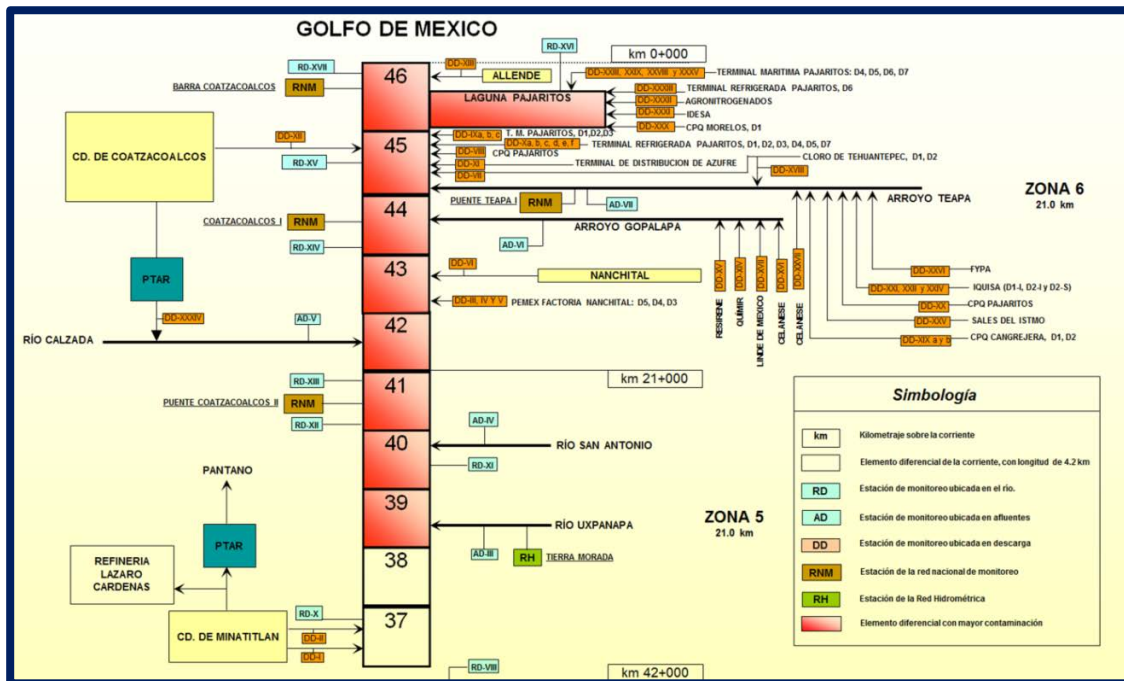 GOLFO DE MEXICO
RD-XVI
km 0+000
RD-XVII
DD-XIII
ALLENDE
46
BARRA COATZACOALCOS
RNM
DD-XXIII, XXIX, XXVIII y XXXV
TERMINAL MARITIMA PAJARITOS: D4, D5, D6, D7
LAGUNA PAJARITOS
DD-XXXIII
TERMINAL REFRIGERADA PAJARITOS, D6
DD-XXXII
AGRONITROGENADOS
DD-XXXI
IDESA
DD-XXX
CPQ MORELOS, D1
CD. DE COATZACOALCOS
DD-XII
RD-XV
45
DD-IXa, b, c
T. M. PAJARITOS, D1,D2,D3
DD-Xa, b, c, d, e, f
TERMINAL REFRIGERADA PAJARITOS, D1, D2, D3, D4, D5, D7
DD-VIII
CPQ PAJARITOS
DD-XI
TERMINAL DE DISTRIBUCION DE AZUFRE
DD-VII
CLORO DE TEHUANTEPEC, D1, D2
DD-XVIII
ARROYO TEAPA
ZONA 6
21.0 km
PUENTE TEAPA I
RNM
AD-VII
44
COATZACOALCOS I
RNM
RD-XIV
AD-VI
ARROYO GOPALAPA
43
DD-VI
NANCHITAL
DD-III, IV Y V
PEMEX FACTORIA NANCHITAL: D5, D4, D3
DD-XV
DD-XIV
DD-XVII
DD-XVI
DD-XXVII
RESIRENE
QUÍMIR
LINDE DE MEXICO
CELANESE
CELANESE
DD-XXVI
FYPA
DD-XXI, XXII y XXIV
IQUISA (D1-I, D2-I y D2-S)
DD-XX
CPQ PAJARITOS
DD-XXV
SALES DEL ISTMO
DD-XIX a y b
CPQ CANGREJERA, D1, D2
PTAR
DD-XXXIV
RÍO CALZADA
AD-V
42
km 21+000
RD-XIII
41
PUENTE COATZACOALCOS II
RNM
RD-XII
40
AD-IV
RÍO SAN ANTONIO
RD-XI
39
RÍO UXPANAPA
AD-III
RH
TIERRA MORADA
ZONA 5
21.0 km
PANTANO
PTAR
38
REFINERIA
LAZARO
CARDENAS
RD-X
37
CD. DE MINATITLAN
DD-II
DD-I
RD-VIII
km 42+000
Simbología
km
Kilometraje sobre la corriente
Elemento diferencial de la corriente, con longitud de 4.2 km
RD
Estación de monitoreo ubicada en el río.
AD
Estación de monitoreo ubicada en afluentes
DD
Estación de monitoreo ubicada en descarga
RNM
Estación de la red nacional de monitoreo
RH
Estación de la Red Hidrométrica
Elemento diferencial con mayor contaminación